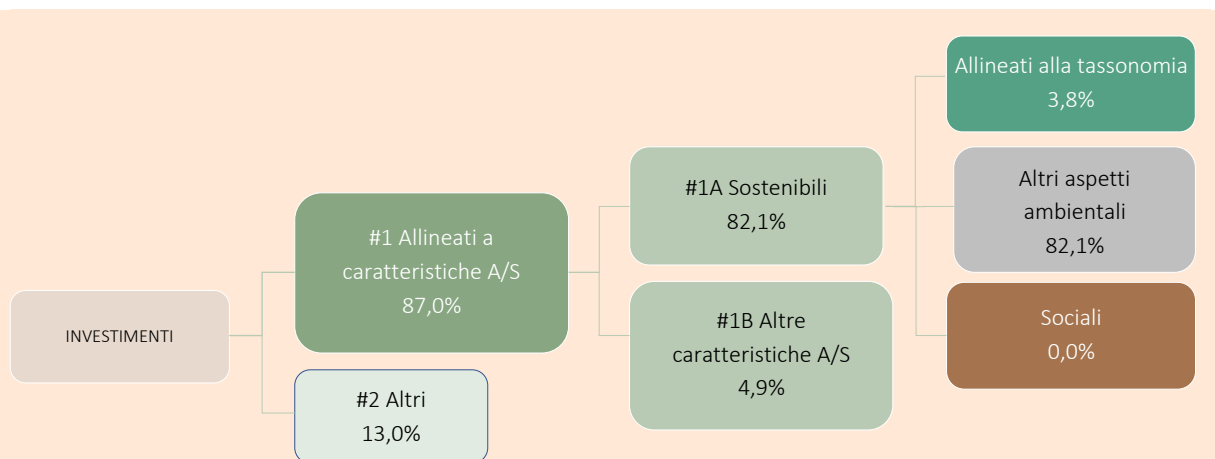 INVESTIMENTI
#1 Allineati a
caratteristiche A/S
87,0%
#2 Altri
13,0%
#1A Sostenibili
82,1%
#1B Altre
caratteristiche A/S
4,9%
Allineati alla tassonomia
3,8%
Altri aspetti
ambientali
82,1%
Sociali
0,0%